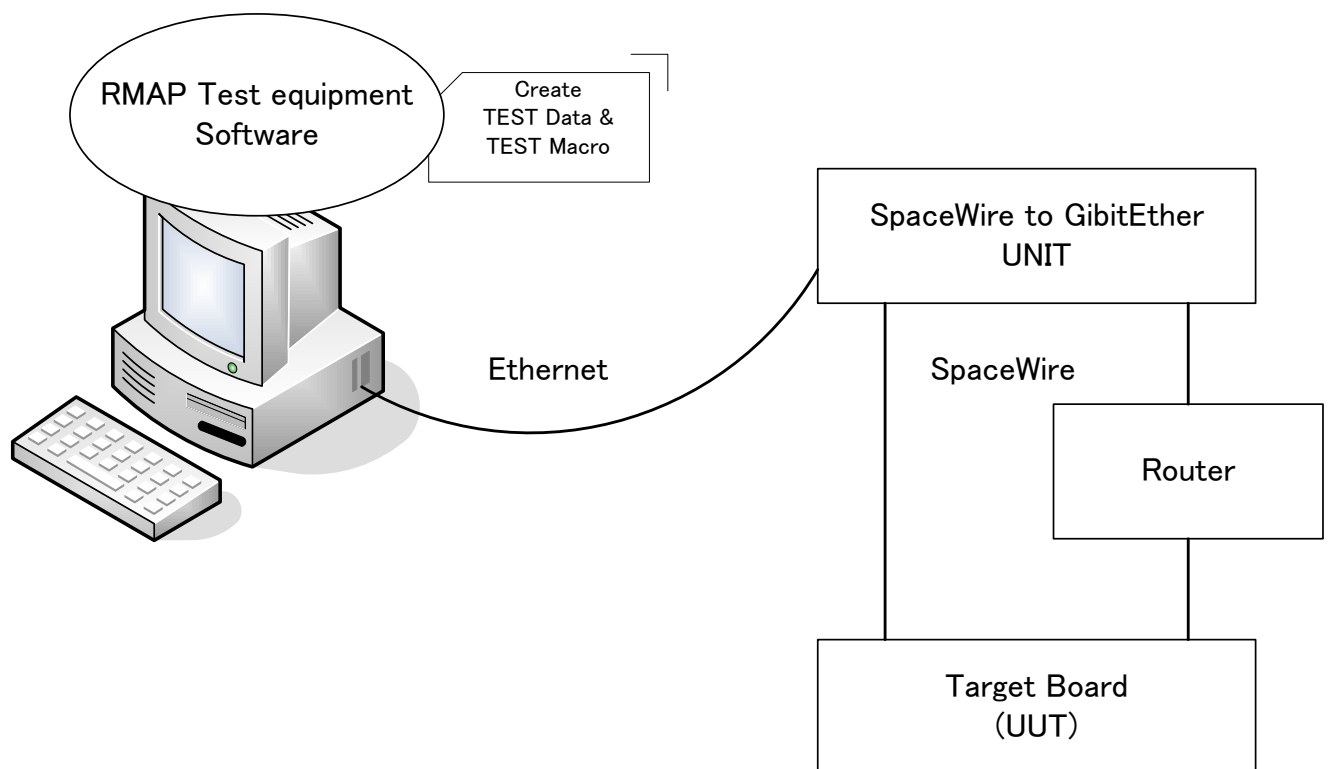 RMAP Test equipment
Software
Create
TEST Data &
TEST Macro
SpaceWire to GibitEther
UNIT
Ethernet
SpaceWire
Router
Target Board
(UUT)